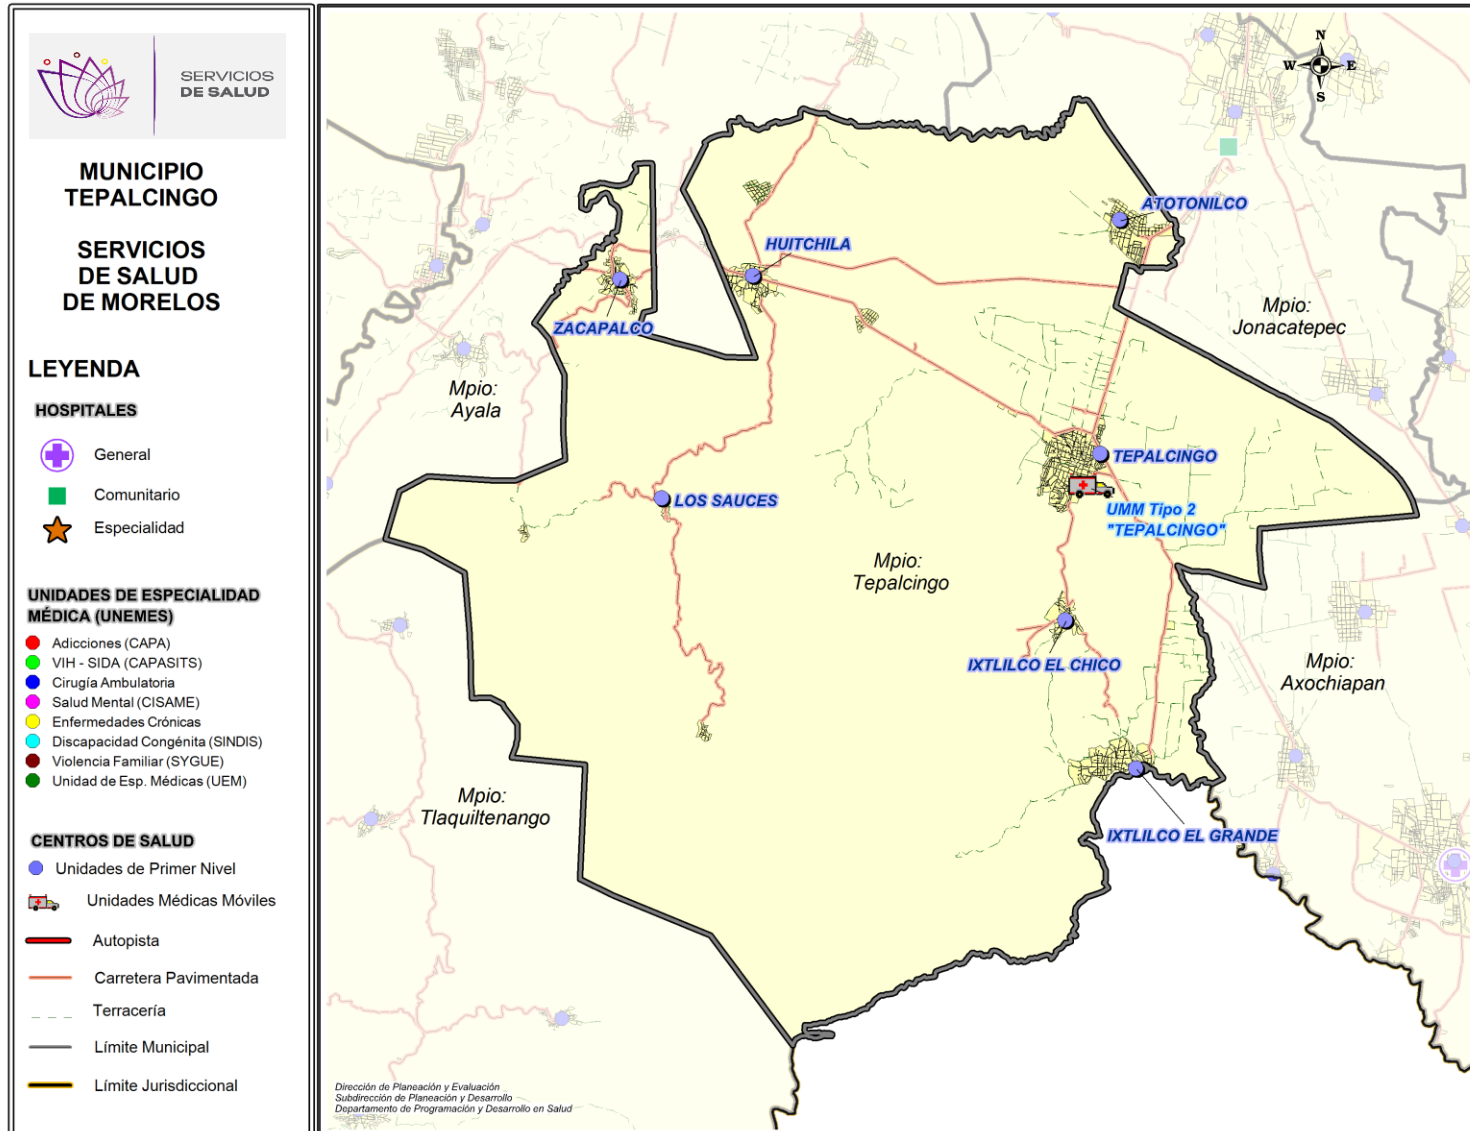 SERVICIOS
DE SALUD
MUNICIPIO
TEPALCINGO
SERVICIOS
DE SALUD
DE MORELOS
LEYENDA
HOSPITALES
General
Comunitario
Especialidad
UNIDADES DE ESPECIALIDAD
MÉDICA (UNEMES)
Adicciones (CAPA)
VIH - SIDA (CAPASITS)
Cirugía Ambulatoria
Salud Mental (CISAME)
Enfermedades Crónicas
Discapacidad Congénita (SINDIS)
Violencia Familiar (SYGUE)
Unidad de Esp. Médicas (UEM)
CENTROS DE SALUD
Unidades de Primer Nivel
Unidades Médicas Móviles
Autopista
Carretera Pavimentada
Terracería
Límite Municipal
Límite Jurisdiccional
N
W
E
S
ATOTONILCO
HUITCHILA
ZACAPALCO
Mpio:
Jonacatepec
Mpio:
Ayala
TEPALCINGO
LOS SAUCES
UMM Tipo 2
"TEPALCINGO"
Mpio:
Tepalcingo
IXTLILCO EL CHICO
Mpio:
Axochiapan
Mpio:
Tlaquiltenango
IXTLILCO EL GRANDE
Dirección de Planeación y Evaluación
Subdirección de Planeación y Desarrollo
Departamento de Programación y Desarrollo en Salud